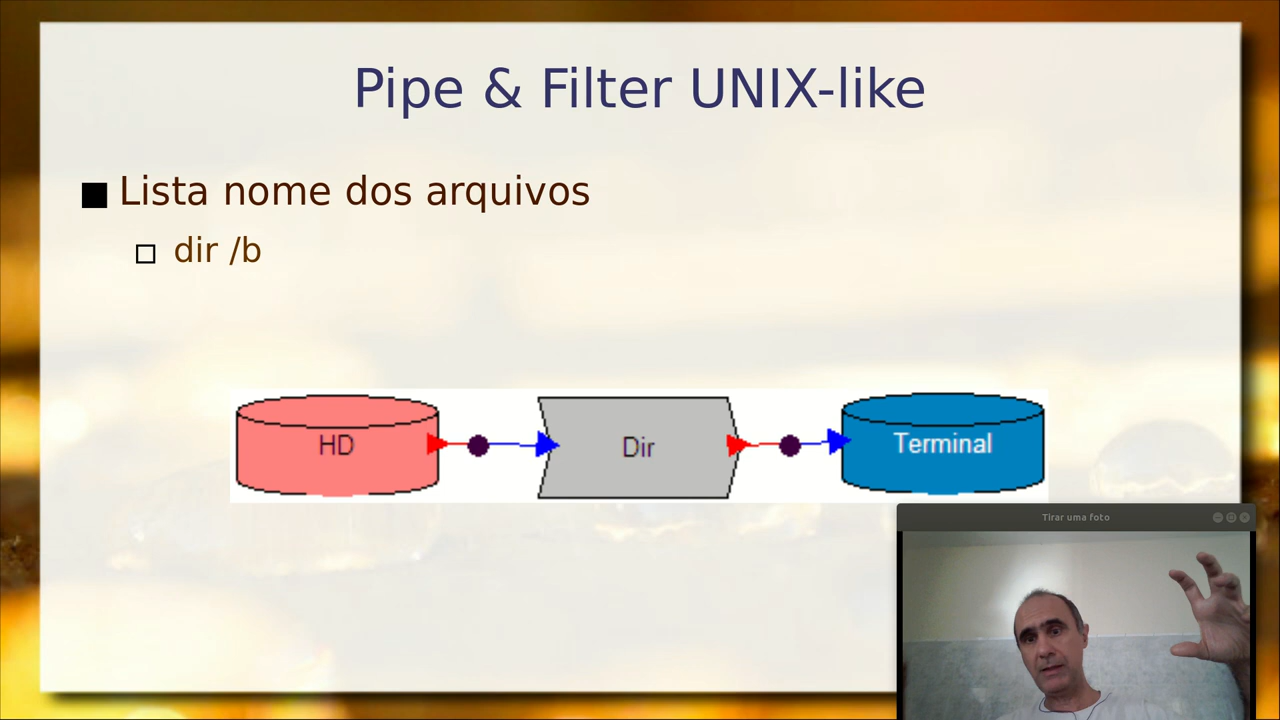 Pipe & Filter UNIX-like
Lista nome dos arquivos
dir /b
HD
Dir
Terminal
Tirar uma foto